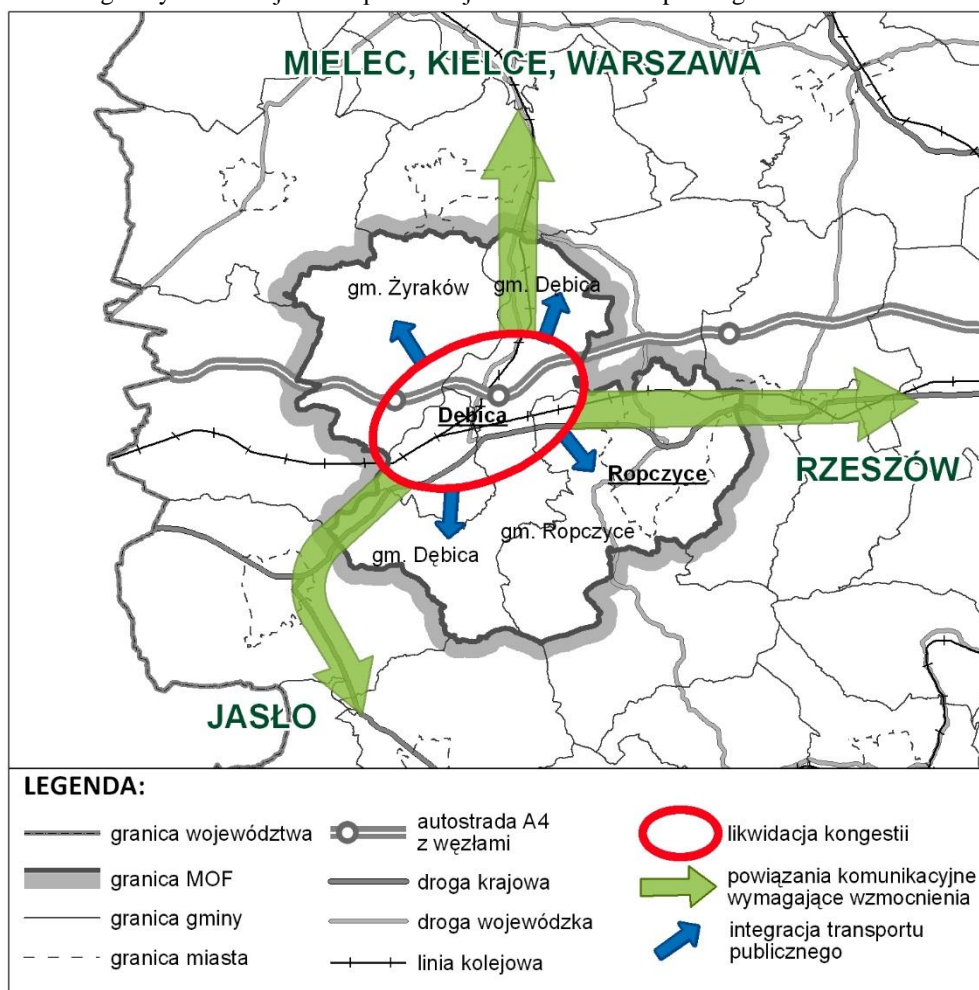 MIELEC, KIELCE, WARSZAWA
gm. Żyraków
gm. Dębica
Dębica
Ropczyce
RZESZÓW
gm. Ropczyce
gm. Dębica
JASŁO
LEGENDA:
granica województwa
granica MOF
granica gminy
granica miasta
autostrada A4
z węzłami
droga krajowa
droga wojewódzka
linia kolejowa
likwidacja kongestii
powiązania komunikacyjne
wymagające wzmocnienia
integracja transportu
publicznego